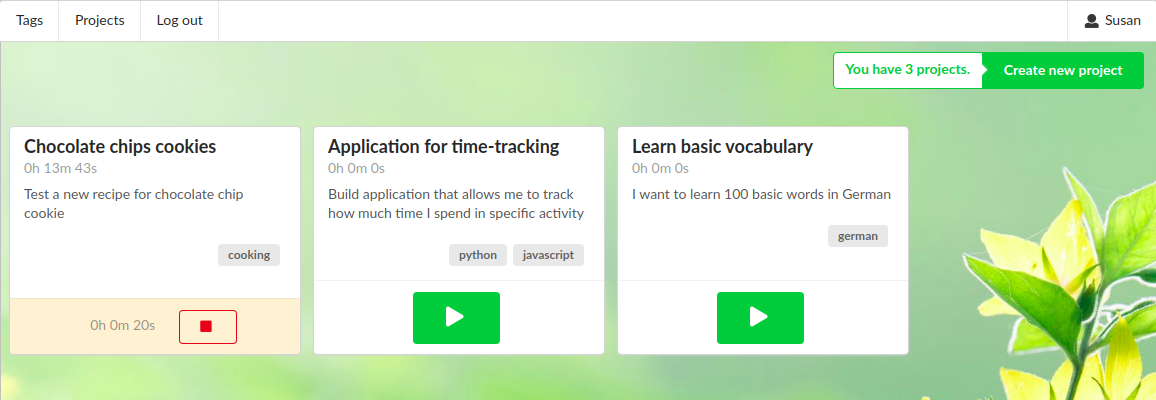 Tags Projects Log out Susan
You have 3 projects. Create new project
Chocolate chips cookies
0h 13m 43s
Test a new recipe for chocolate chip
cookie
cooking
0h 0m 20s
Application for time-tracking
0h 0m 0s
Build application that allows me to track
how much time I spend in specific activity
python javascript
Learn basic vocabulary
0h 0m 0s
I want to learn 100 basic words in German
german